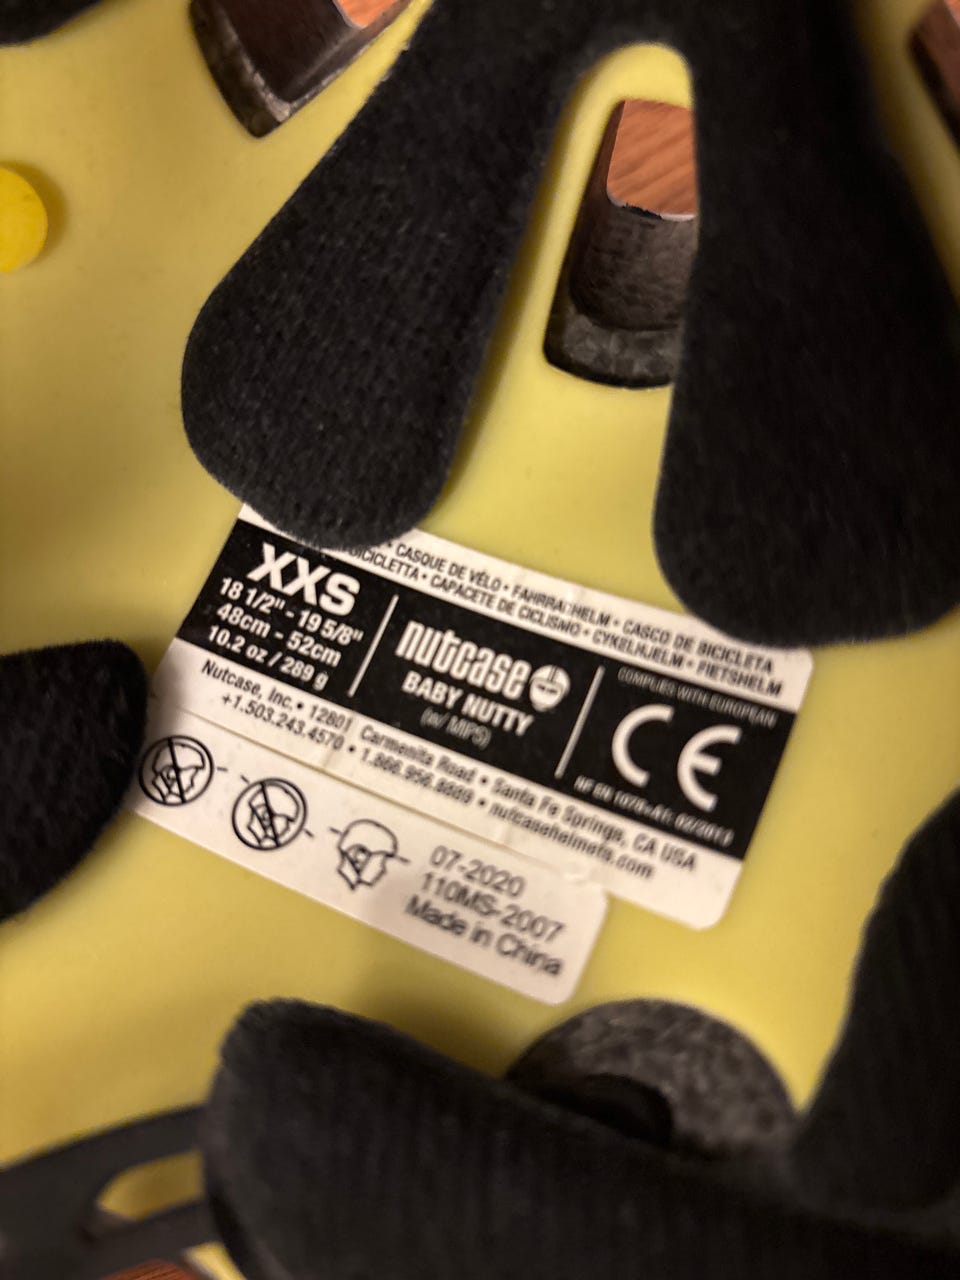 • CASQUE DE VÉLO • FAHRRADHELM • CASCO DE BICICLETA
BICICLETTA • CAPACETE DE CICLISMO • CYKELHJELM • FIETSHELM
XXS
18 1/2" - 19 5/8"
48cm - 52cm
10.2 oz / 289 g
nutcase
BABY NUTTY
(w/ MIPS)
COMPLIES WITH EUROPEAN
CE
NF EN 1078+A1: 02/2013
Nutcase, Inc. • 12801 Carmenita Road • Santa Fe Springs, CA USA
+1.503.243.4570 • 1.866.956.8889 • nutcasehelmets.com
07-2020
110MS-2007
Made in China